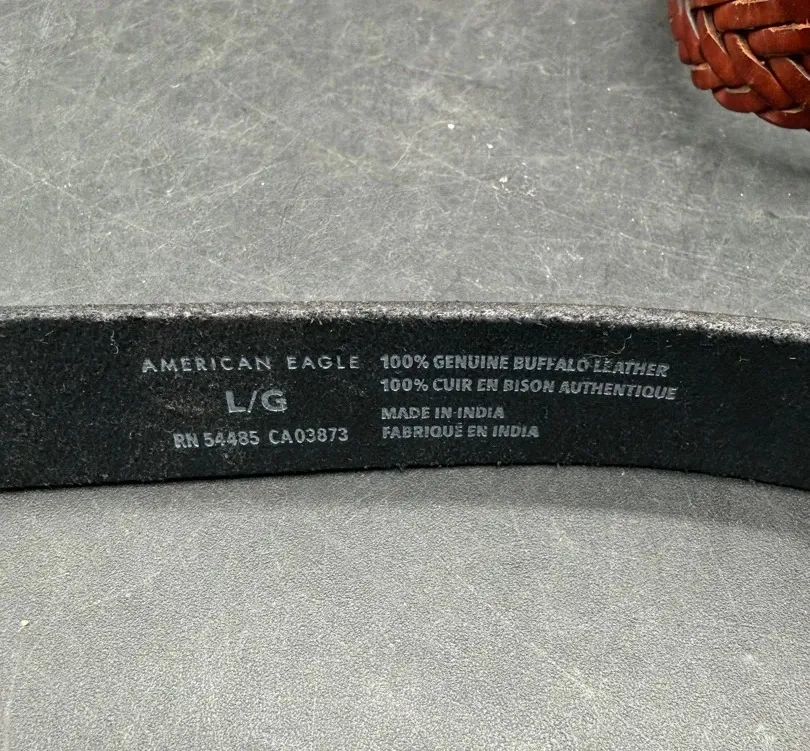 AMERICAN EAGLE
L/G
RN 54485 CA03873
100% GENUINE BUFFALO LEATHER
100% CUIR EN BISON AUTHENTIQUE
MADE IN INDIA
FABRIQUÉ EN INDIA